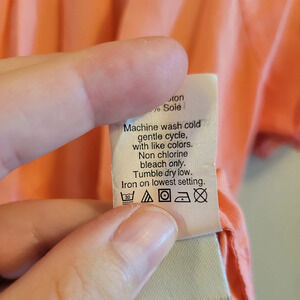 % Soie
Machine wash cold
gentle cycle,
with like colors.
Non chlorine
bleach only.
Tumble dry low.
Iron on lowest setting.